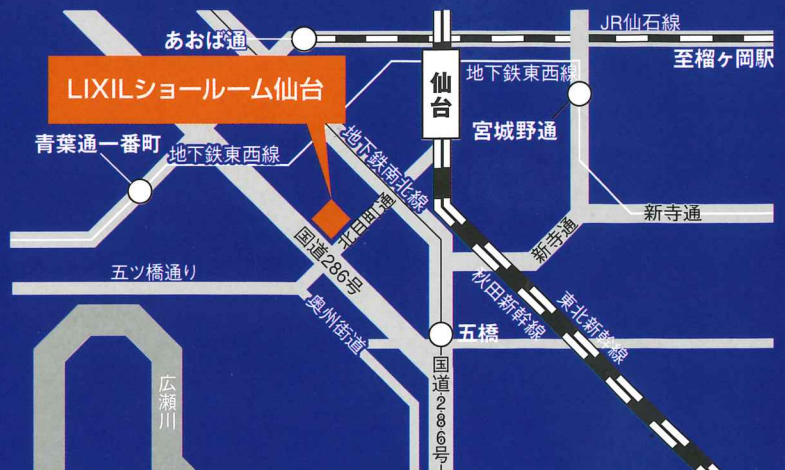 JR仙石線
あおば通
至榴ヶ岡駅
仙台
地下鉄東西線
LIXILショールーム仙台
宮城野通
青葉通一番町
地下鉄東西線
地下鉄南北線
北目町通
新寺通
新寺通
国道286号
五ツ橋通り
秋田新幹線
東北新幹線
奥州街道
五橋
国道286号
広瀬川